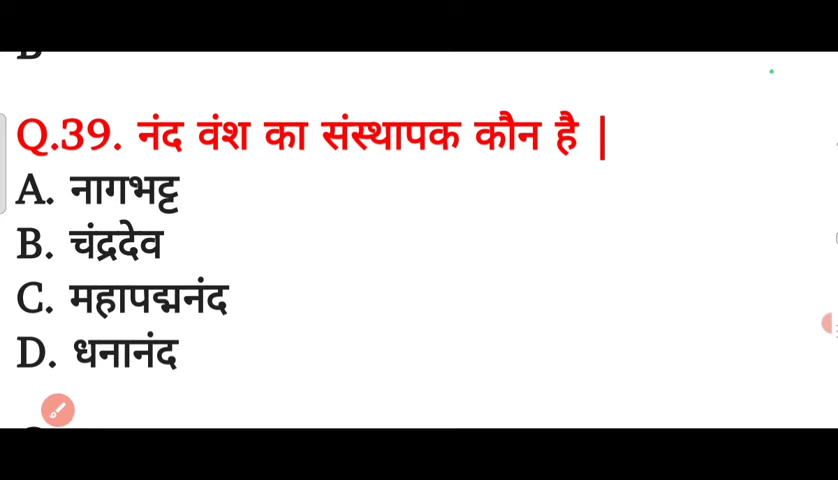 Q.39. नंद वंश का संस्थापक कौन है |
A. नागभट्ट
B. चंद्रदेव
C. महापद्मनंद
D. धनानंद